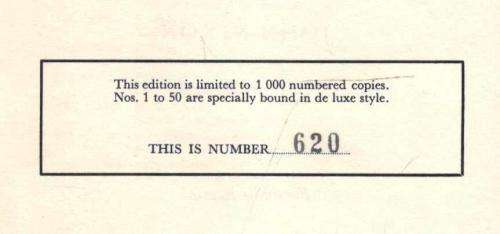 This edition is limited to 1 000 numbered copies.
Nos. 1 to 50 are specially bound in de luxe style.
THIS IS NUMBER 620